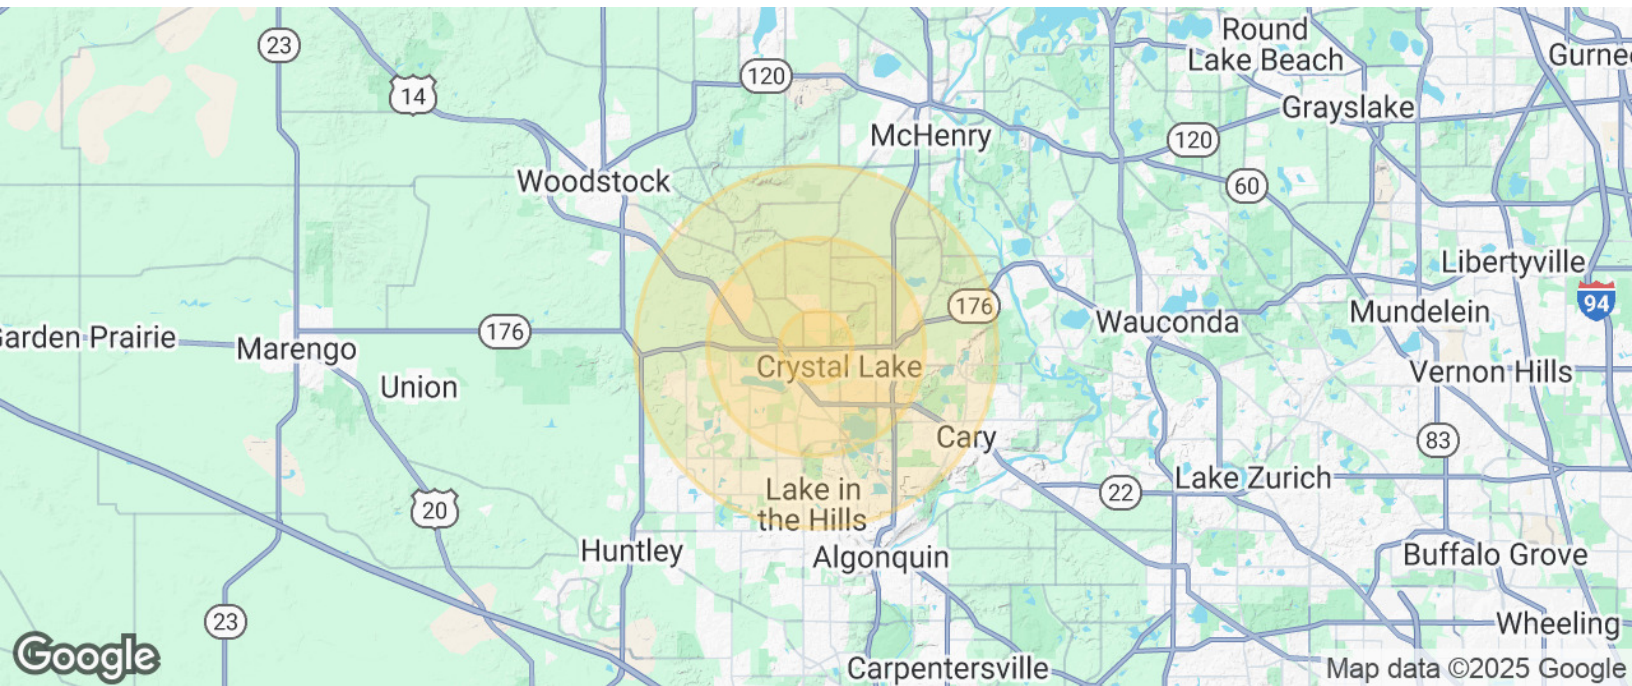 Round
Lake Beach
23
Gurnee
120
14
Grayslake
McHenry
120
Woodstock
60
Libertyville
94
176
Mundelein
Wauconda
176
Garden Prairie
Marengo
Crystal Lake
Vernon Hills
Union
Cary
83
Lake Zurich
22
Lake in
the Hills
20
Huntley
Algonquin
Buffalo Grove
23
Wheeling
Google
Carpentersville
Map data ©2025 Google